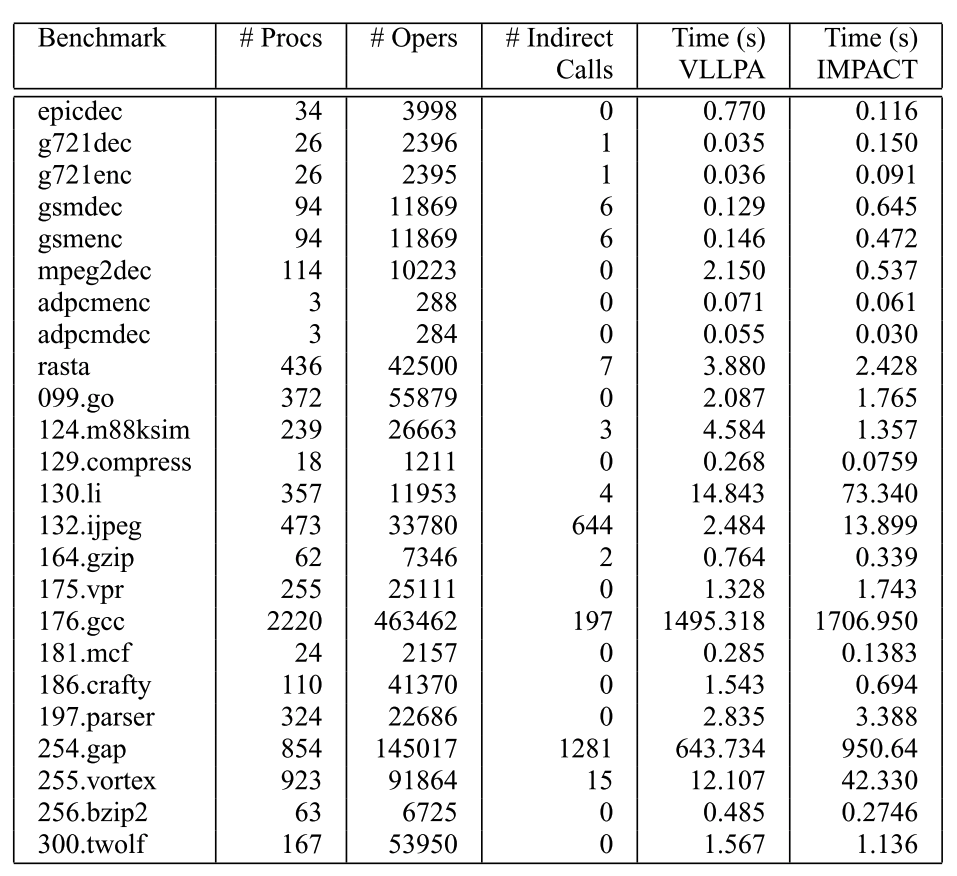 Benchmark # Procs # Opers # Indirect Time (s) Time (s)
Calls VLLPA IMPACT
epicdec 34 3998 0 0.770 0.116
g721dec 26 2396 1 0.035 0.150
g721enc 26 2395 1 0.036 0.091
gsmdec 94 11869 6 0.129 0.645
gsmenc 94 11869 6 0.146 0.472
mpeg2dec 114 10223 0 2.150 0.537
adpcmenc 3 288 0 0.071 0.061
adpcmdec 3 284 0 0.055 0.030
rasta 436 42500 7 3.880 2.428
099.go 372 55879 0 2.087 1.765
124.m88ksim 239 26663 3 4.584 1.357
129.compress 18 1211 0 0.268 0.0759
130.li 357 11953 4 14.843 73.340
132.ijpeg 473 33780 644 2.484 13.899
164.gzip 62 7346 2 0.764 0.339
175.vpr 255 25111 0 1.328 1.743
176.gcc 2220 463462 197 1495.318 1706.950
181.mcf 24 2157 0 0.285 0.1383
186.crafty 110 41370 0 1.543 0.694
197.parser 324 22686 0 2.835 3.388
254.gap 854 145017 1281 643.734 950.64
255.vortex 923 91864 15 12.107 42.330
256.bzip2 63 6725 0 0.485 0.2746
300.twolf 167 53950 0 1.567 1.136